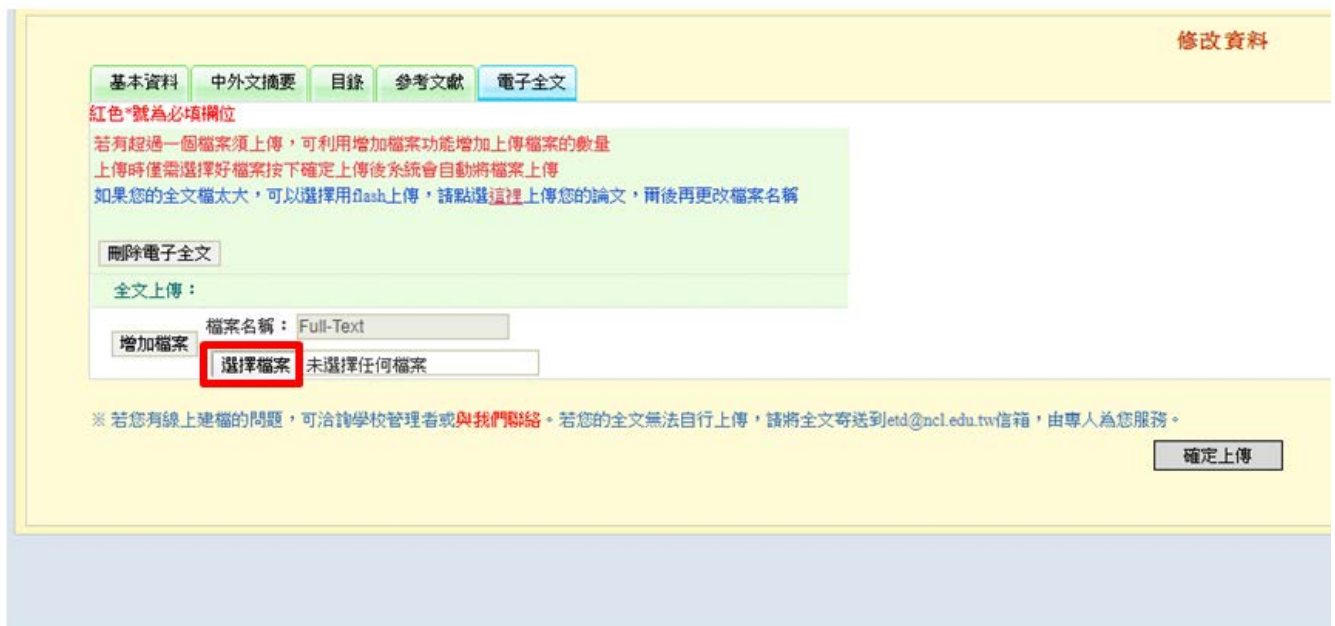 修改資料
基本資料 中外文摘要 目錄 參考文獻 電子全文
紅色*號為必填欄位
若有超過一個檔案須上傳，可利用增加檔案功能增加上傳檔案的數量
上傳時僅需選擇好檔案按下確定上傳後系統會自動將檔案上傳
如果您的全文檔太大，可以選擇用flash上傳，請點選這裡上傳您的論文，爾後再更改檔案名稱
刪除電子全文
全文上傳：
增加檔案
檔案名稱： Full-Text
選擇檔案 未選擇任何檔案
※ 若您有線上建檔的問題，可洽詢學校管理者或與我們聯絡。若您的全文無法自行上傳，請將全文寄送到etd@ncl.edu.tw信箱，由專人為您服務。
確定上傳